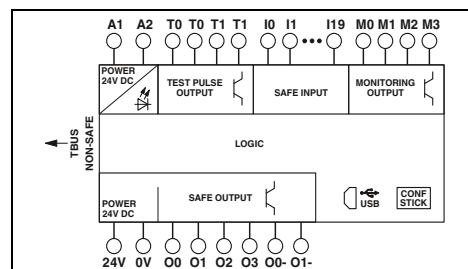 A1 A2 T0 T0 T1 T1 I0 I1 ••• I19 M0 M1 M2 M3
POWER
24V DC
TEST PULSE
OUTPUT
SAFE INPUT
MONITORING
OUTPUT
TBUS
NON-SAFE
LOGIC
POWER
24V DC
SAFE OUTPUT
USB
CONF
STICK
24V 0V O0 O1 O2 O3 O0- O1-